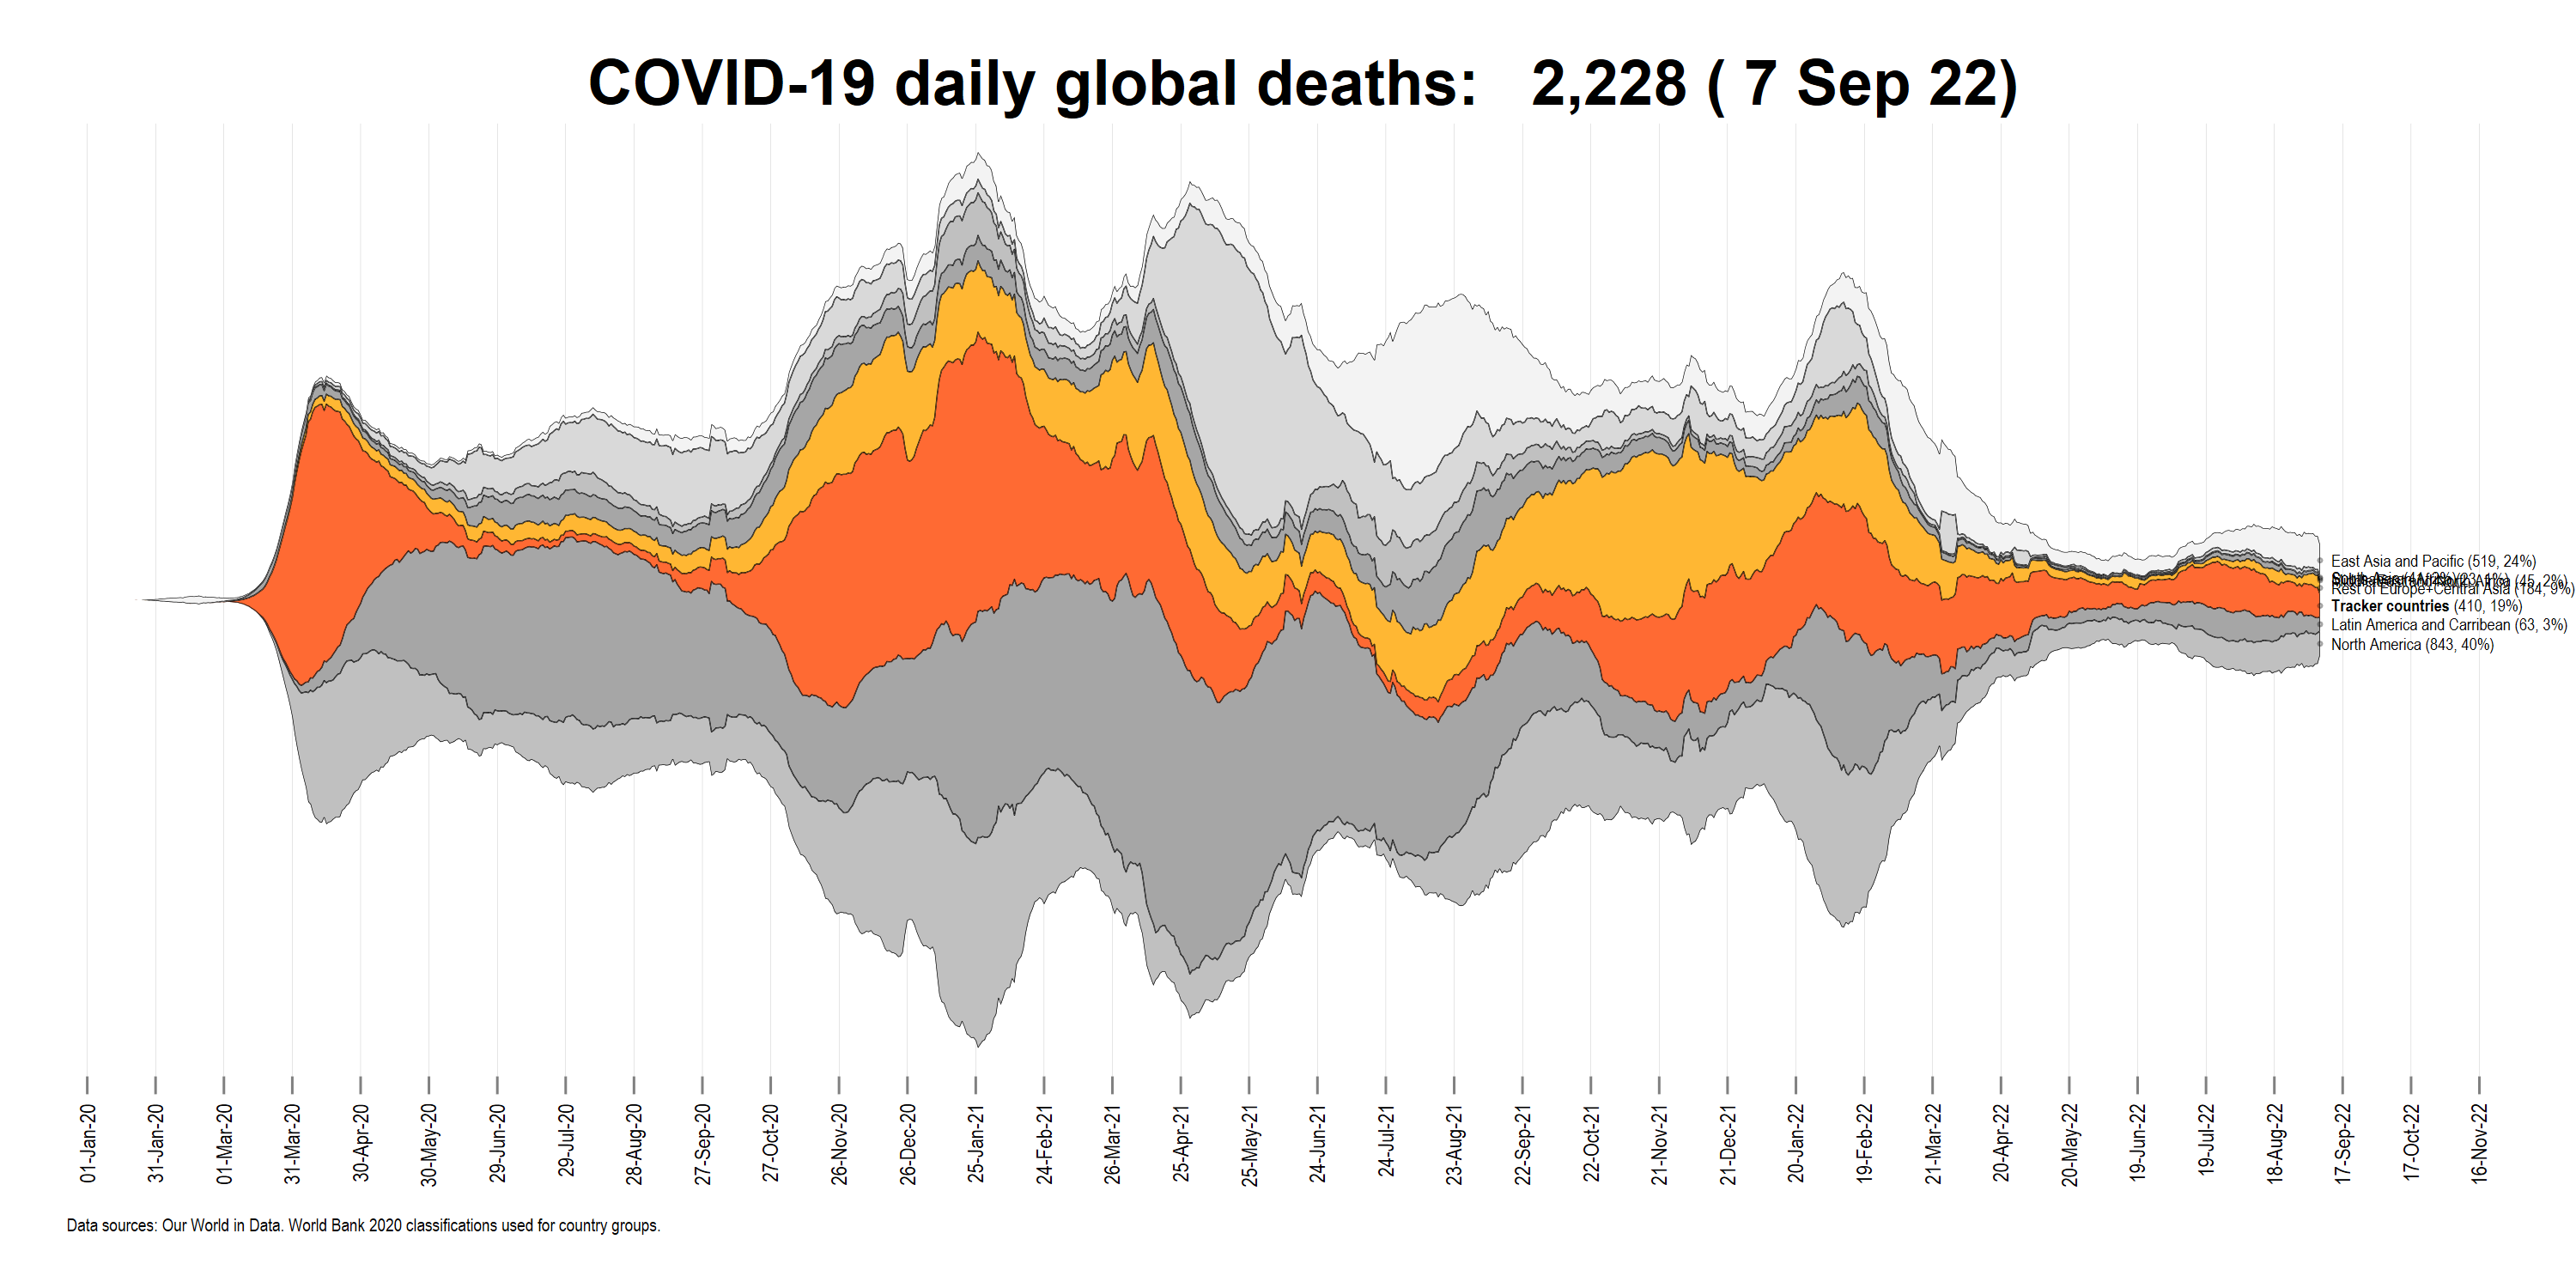 COVID-19 daily global deaths: 2,228 ( 7 Sep 22)
East Asia and Pacific (519, 24%)
(45, 2%)
Rest of Europe+Central Asia (184, 9%)
Tracker countries (410, 19%)
Latin America and Carribean (63, 3%)
North America (843, 40%)
01-Jan-20
31-Jan-20
01-Mar-20
31-Mar-20
30-Apr-20
30-May-20
29-Jun-20
29-Jul-20
28-Aug-20
27-Sep-20
27-Oct-20
26-Nov-20
26-Dec-20
25-Jan-21
24-Feb-21
26-Mar-21
25-Apr-21
25-May-21
24-Jun-21
24-Jul-21
23-Aug-21
22-Sep-21
22-Oct-21
21-Nov-21
21-Dec-21
20-Jan-22
19-Feb-22
21-Mar-22
20-Apr-22
20-May-22
19-Jun-22
19-Jul-22
18-Aug-22
17-Sep-22
17-Oct-22
16-Nov-22
Data sources: Our World in Data. World Bank 2020 classifications used for country groups.